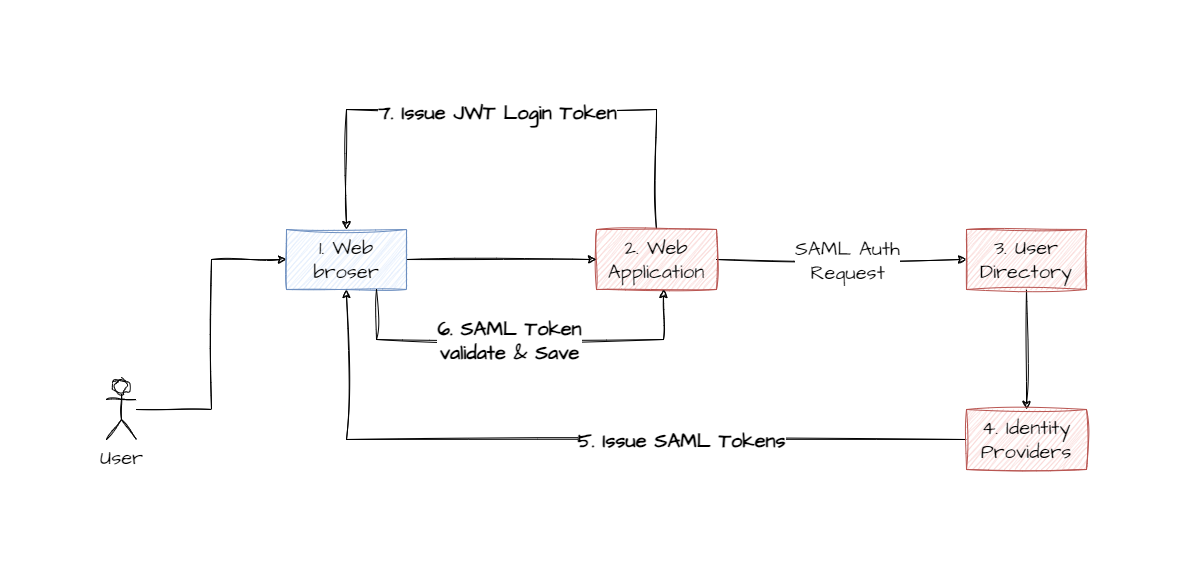 7. Issue JWT Login Token
1. Web
broser
2. Web
Application
SAML Auth
Request
3. User
Directory
6. SAML Token
validate & Save
4. Identity
Providers
5. Issue SAML Tokens
User